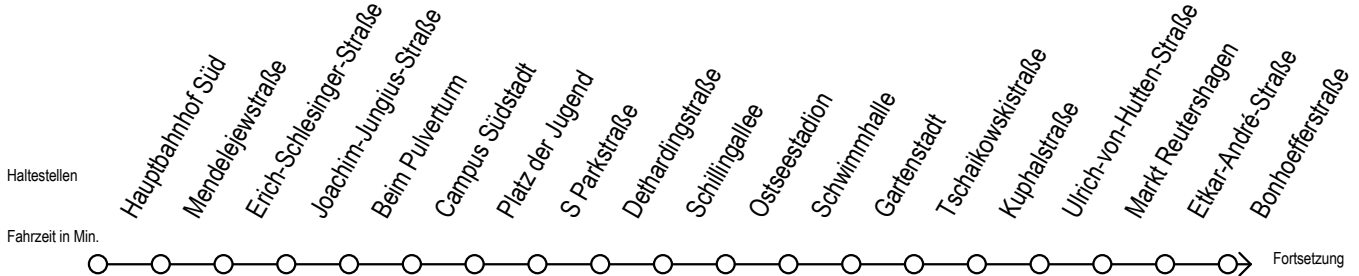 Haltestellen
Hauptbahnhof Süd
Mendelejewstraße
Erich-Schlesinger-Straße
Joachim-Jungius-Straße
Beim Pulverturm
Campus Südstadt
Platz der Jugend
S Parkstraße
Dethardingstraße
Schillingallee
Ostseestadion
Schwimmhalle
Gartenstadt
Tschaikowskistraße
Kuphalstraße
Ulrich-von-Hutten-Straße
Markt Reutershagen
Etkar-André-Straße
Bonhoefferstraße
Fahrzeit in Min.
Fortsetzung